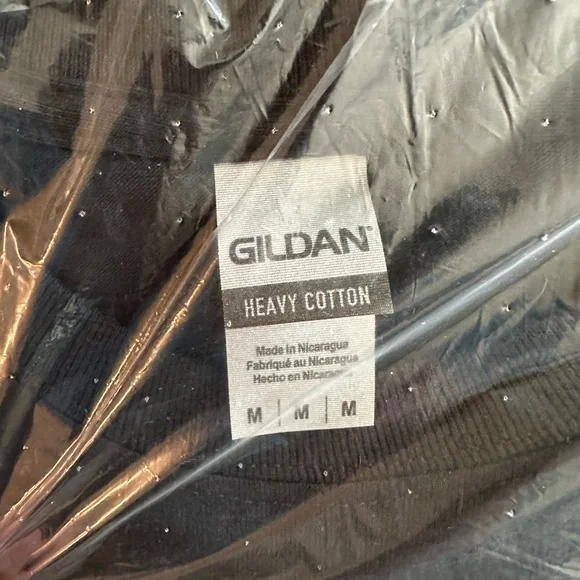 GILDAN
HEAVY COTTON
Made in Nicaragua
Fabriqué au Nicaragua
Hecho en Nicaragua
M | M | M